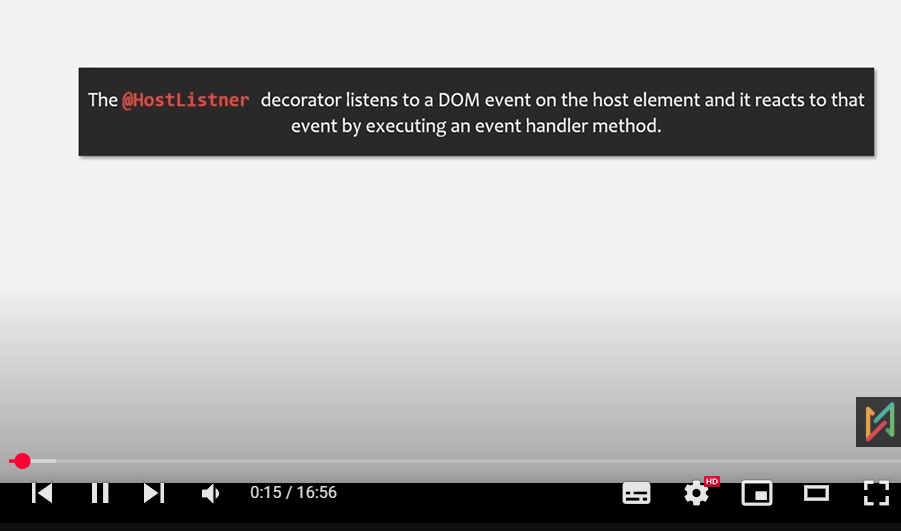 The @HostListner decorator listens to a DOM event on the host element and it reacts to that
event by executing an event handler method.
HD
0:15 / 16:56